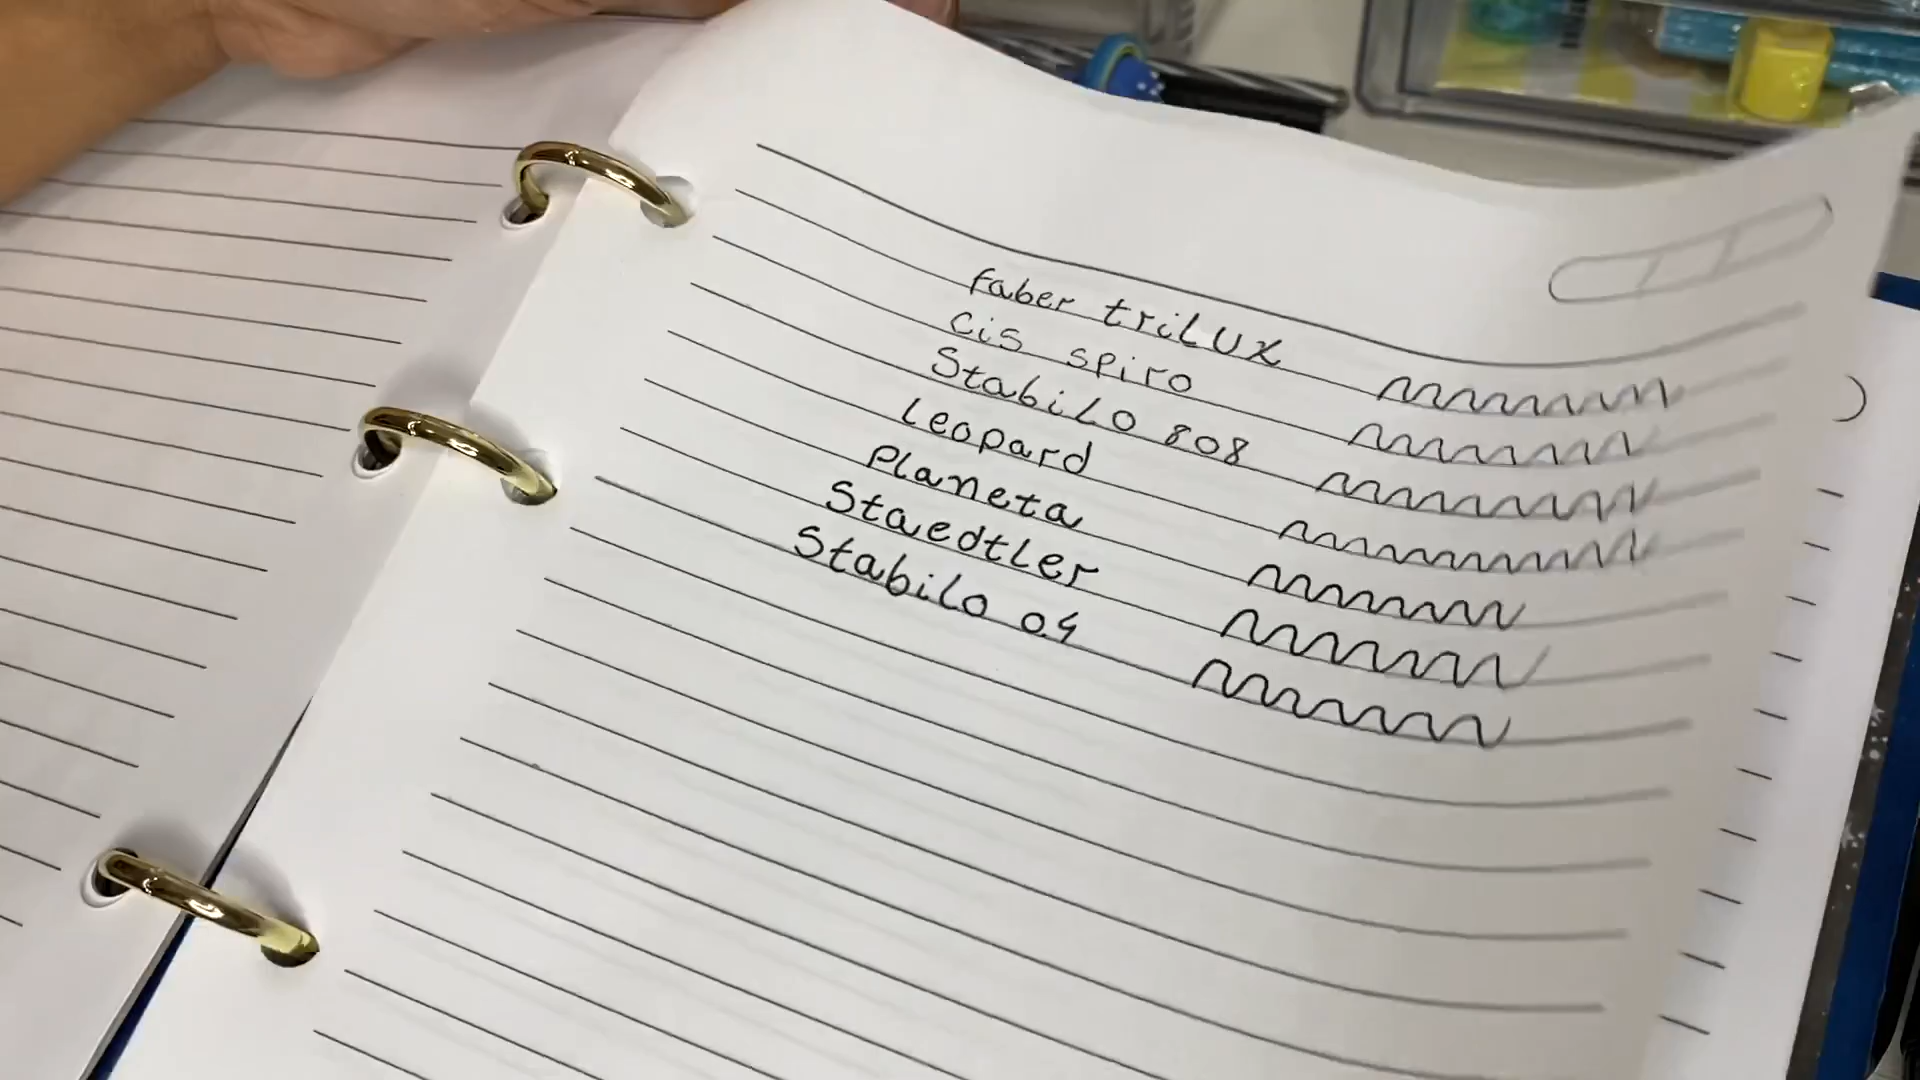 faber triLUX
Cis spiro
StabiLO 808
Leopard
PLaneta
StaedtLer
StabiLo 04